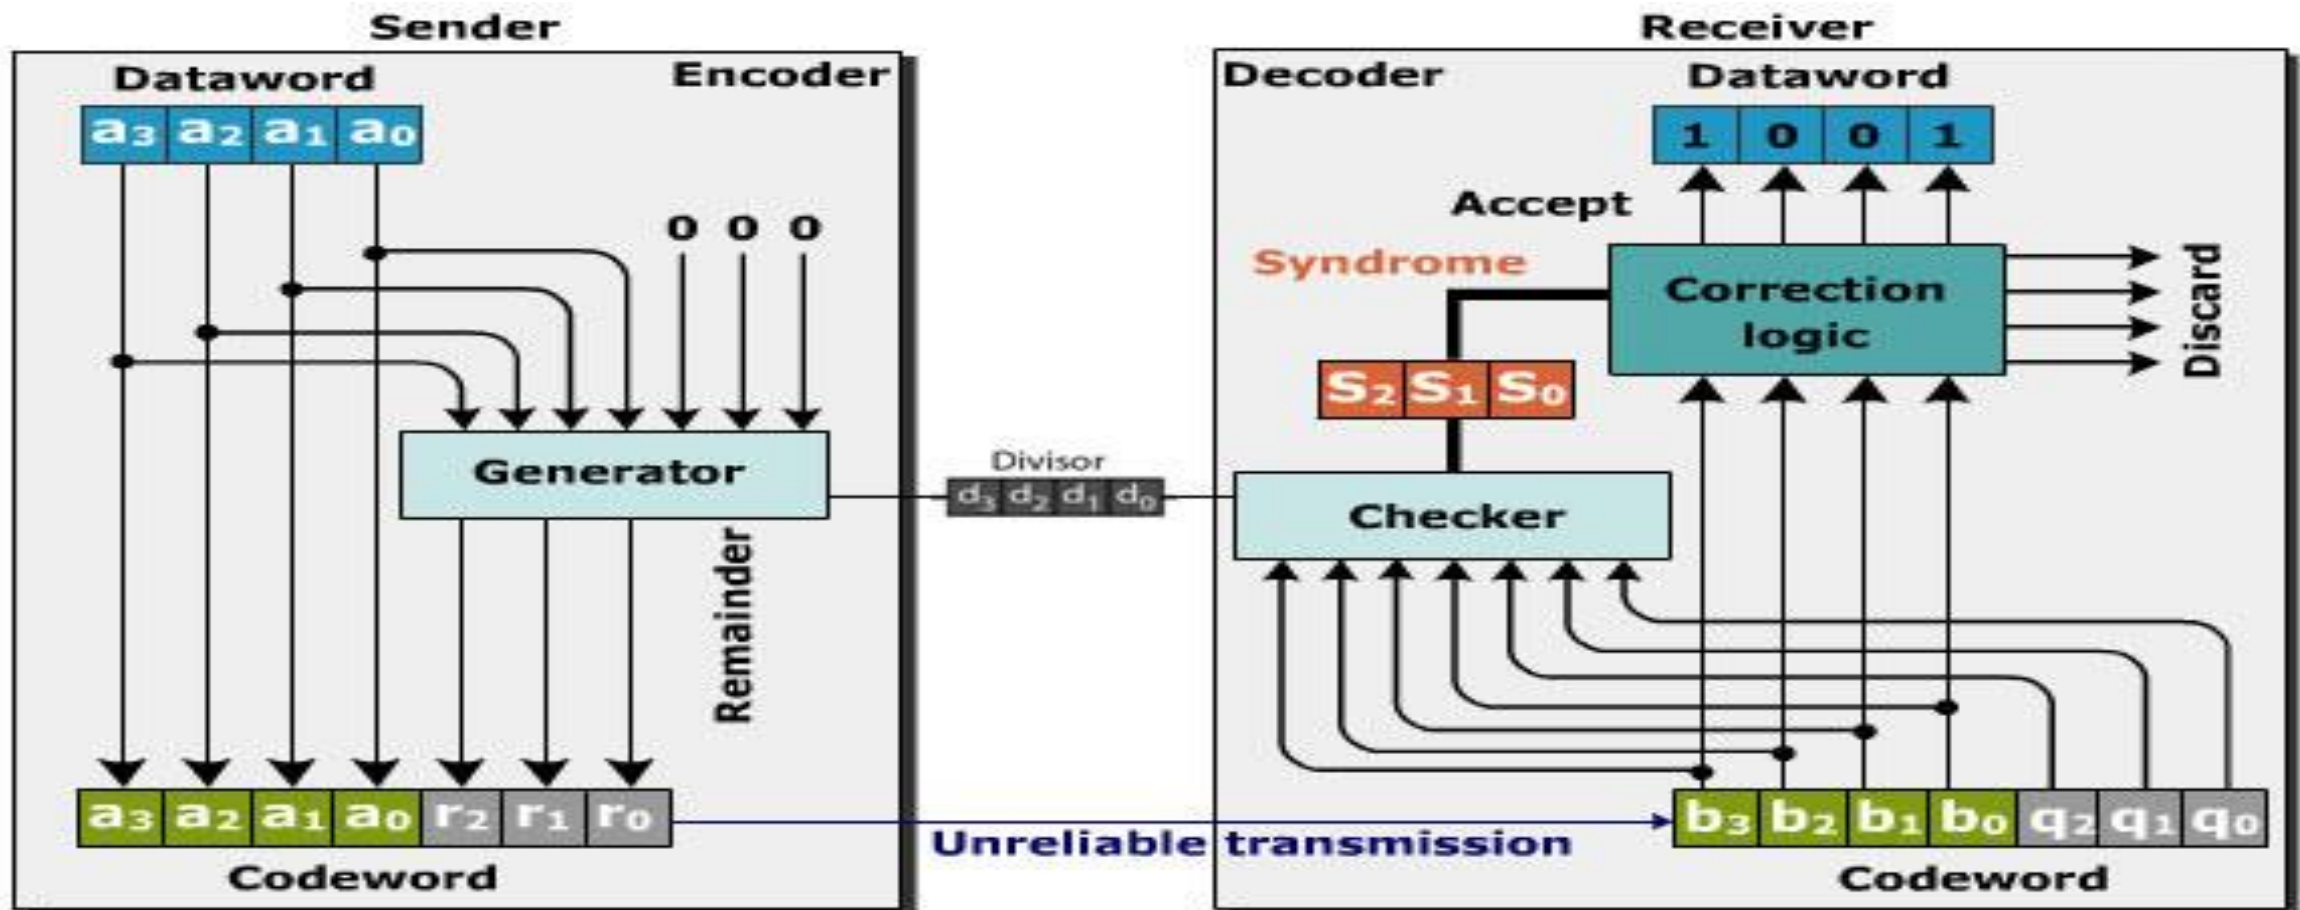 Sender
Dataword
Encoder
a3 a2 a1 a0
0 0 0
Generator
Remainder
a3 a2 a1 a0 r2 r1 r0
Codeword
Divisor
d3 d2 d1 d0
Unreliable transmission
Receiver
Decoder
Dataword
1 0 0 1
Accept
Syndrome
Correction
logic
Discard
S2 S1 S0
Checker
b3 b2 b1 b0 q2 q1 q0
Codeword